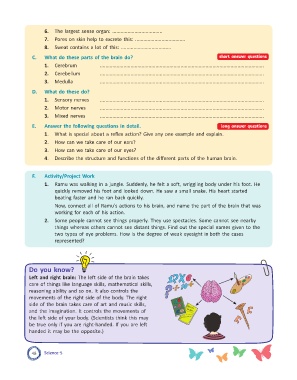 6. The largest sense organ: ................................
7. Pores on skin help to secrete this: ................................
8. Sweat contains a lot of this: ................................
C. What do these parts of the brain do? short answer questions
1. Cerebrum ................................
2. Cerebellum ................................
3. Medulla ................................
D. What do these do?
1. Sensory nerves ................................
2. Motor nerves ................................
3. Mixed nerves ................................
E. Answer the following questions in detail. long answer questions
1. What is special about a reflex action? Give any one example and explain.
2. How can we take care of our ears?
3. How can we take care of our eyes?
4. Describe the structure and functions of the different parts of the human brain.
F. Activity/Project Work
1. Ramu was walking in a jungle. Suddenly, he felt a soft, wriggling body under his foot. He
quickly removed his foot and looked down. He saw a small snake. His heart started
beating faster and he ran back quickly.
Now, connect all of Ramu's actions to his brain, and name the part of the brain that was
working for each of his action.
2. Some people cannot see things properly. They use spectacles. Some cannot see nearby
things whereas others cannot see distant things. Find out the special names given to the
two types of eye problems. How is the degree of weak eyesight in both the cases
represented?
Do you know?
Left and right brain: The left side of the brain takes
care of things like language skills, mathematical skills,
reasoning ability and so on. It also controls the
movements of the right side of the body. The right
side of the brain takes care of art and music skills,
and the imagination. It controls the movements of
the left side of your body. (Scientists think this may
be true only if you are right-handed. If you are left
handed it may be the opposite.)
Science-5